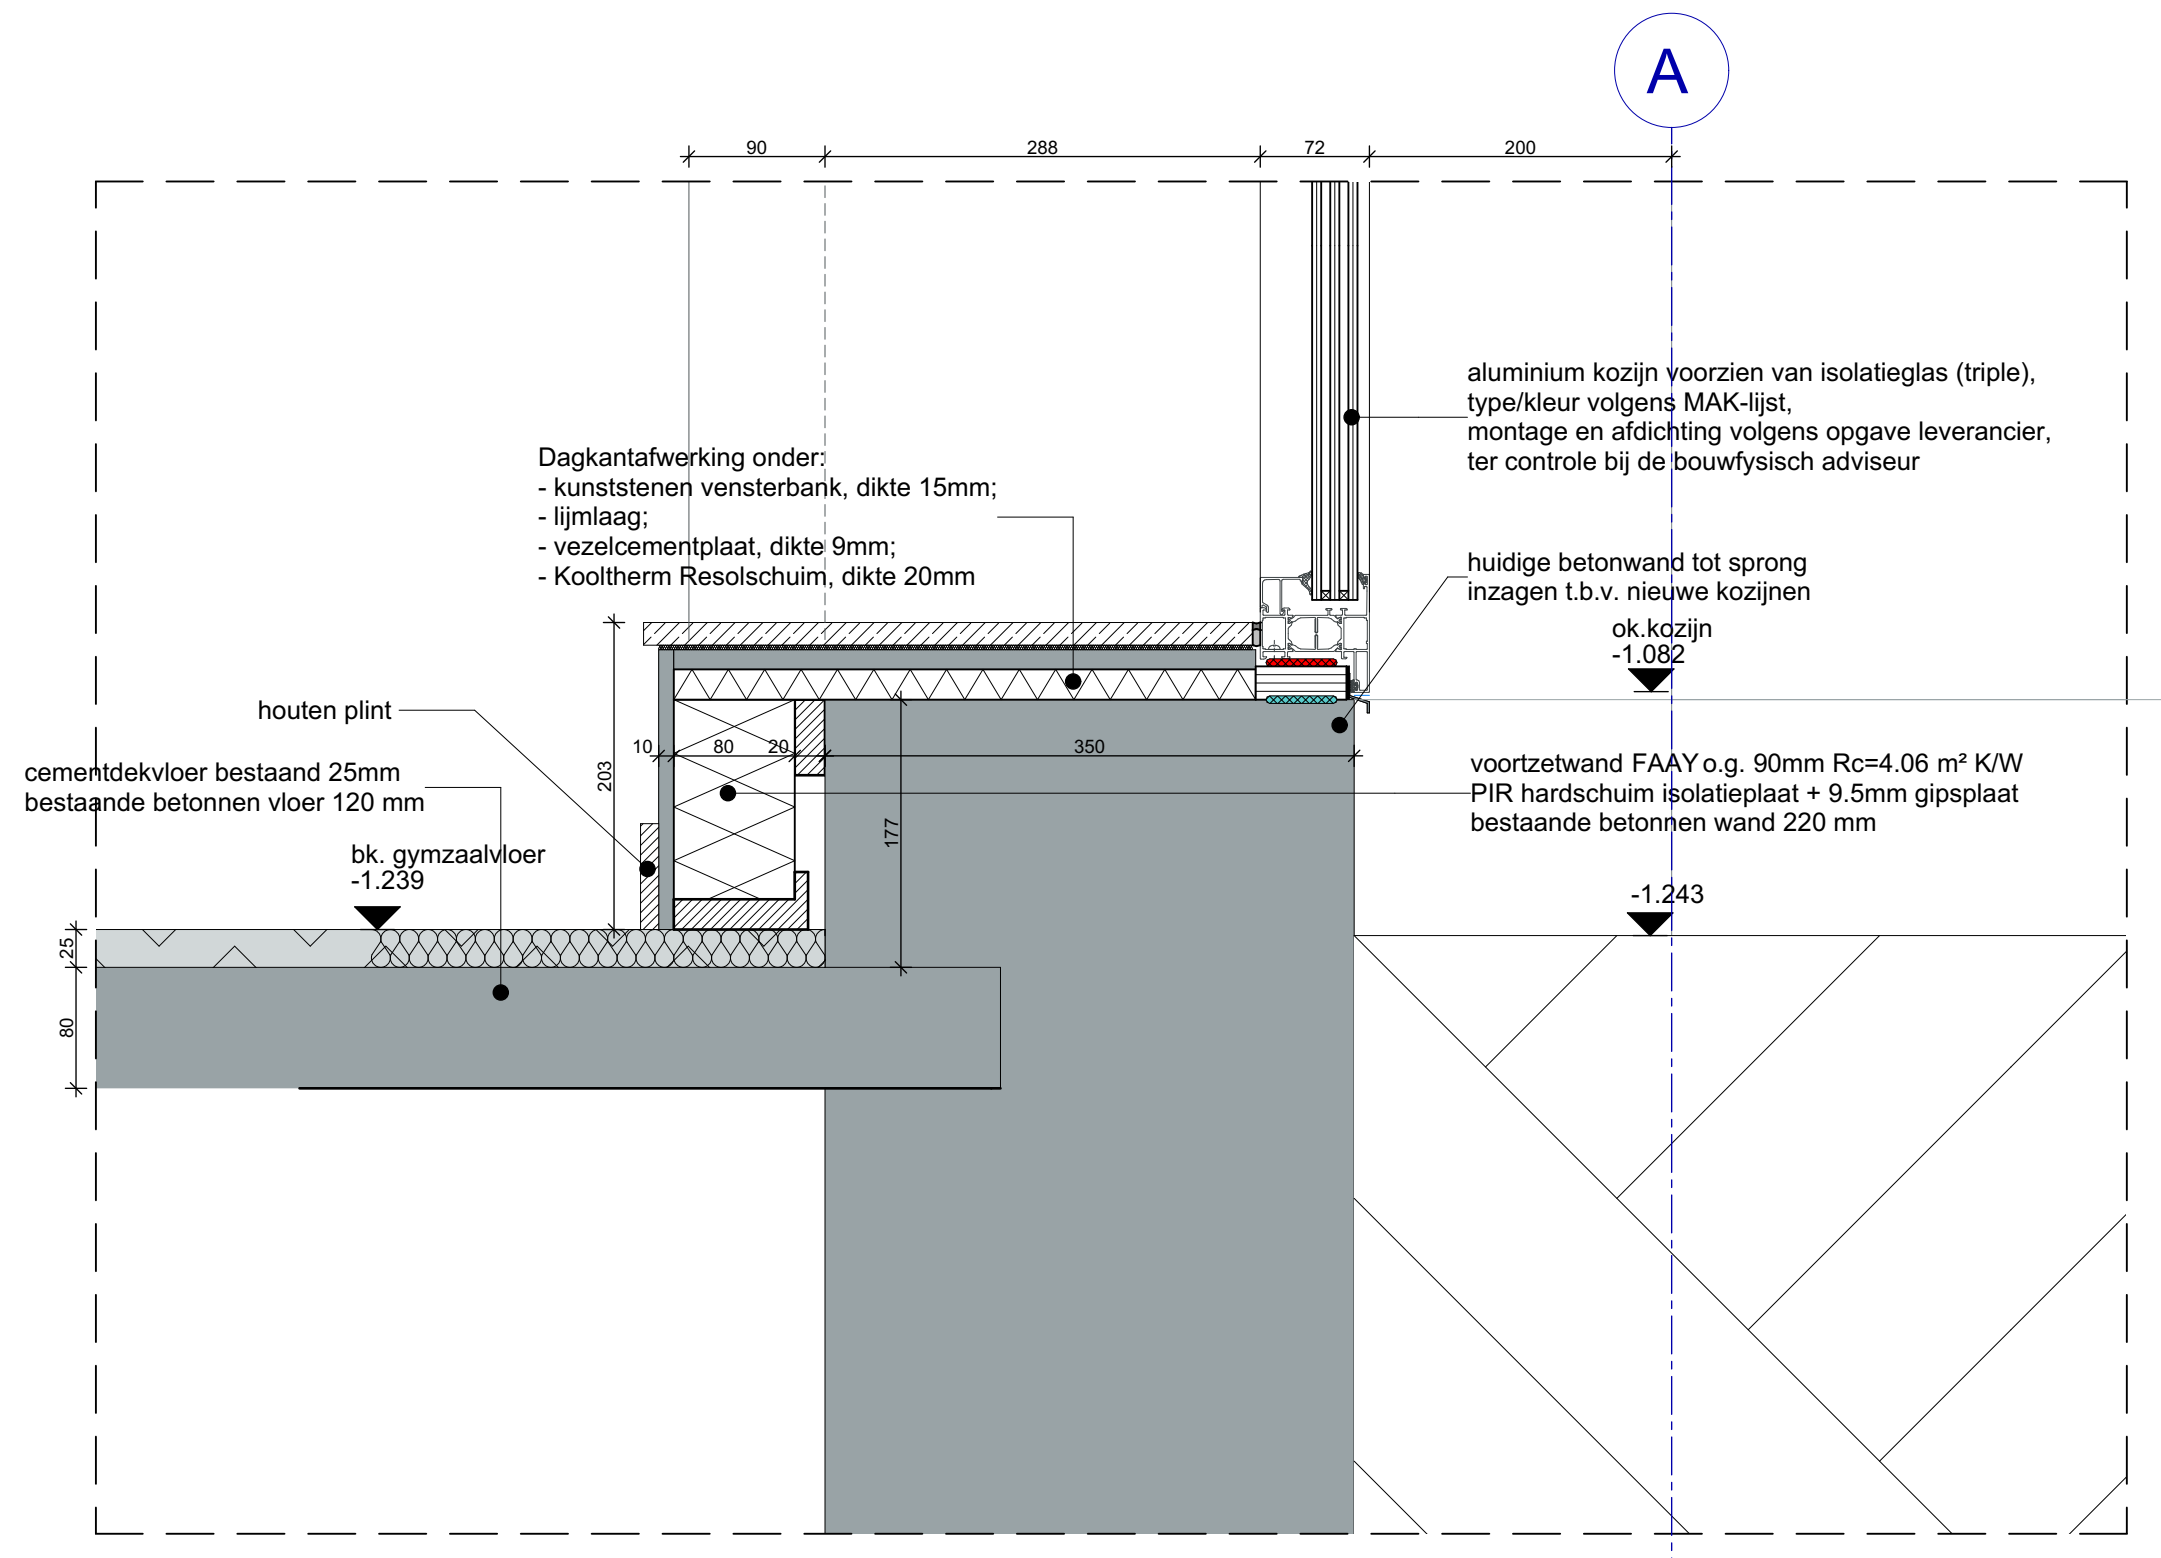 A
90
288
72
200
aluminium kozijn voorzien van isolatieglas (triple),
type/kleur volgens MAK-lijst,
montage en afdichting volgens opgave leverancier,
ter controle bij de bouwfysisch adviseur
Dagkantafwerking onder:
- kunststenen vensterbank, dikte 15mm;
- lijmlaag;
- vezelcementplaat, dikte 9mm;
- Kooltherm Resolschuim, dikte 20mm
huidige betonwand tot sprong
inzagen t.b.v. nieuwe kozijnen
ok.kozijn
-1.082
houten plint
cementdekvloer bestaand 25mm
bestaande betonnen vloer 120 mm
203
10
80
20
350
177
voortzetwand FAAY o.g. 90mm Rc=4.06 m² K/W
PIR hardschuim isolatieplaat + 9.5mm gipsplaat
bestaande betonnen wand 220 mm
bk. gymzaalvloer
-1.239
-1.243
25
80